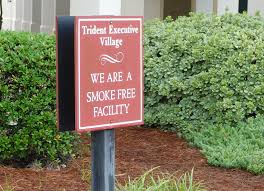 Trident Executive
Village
WE ARE A
SMOKE FREE
FACILITY